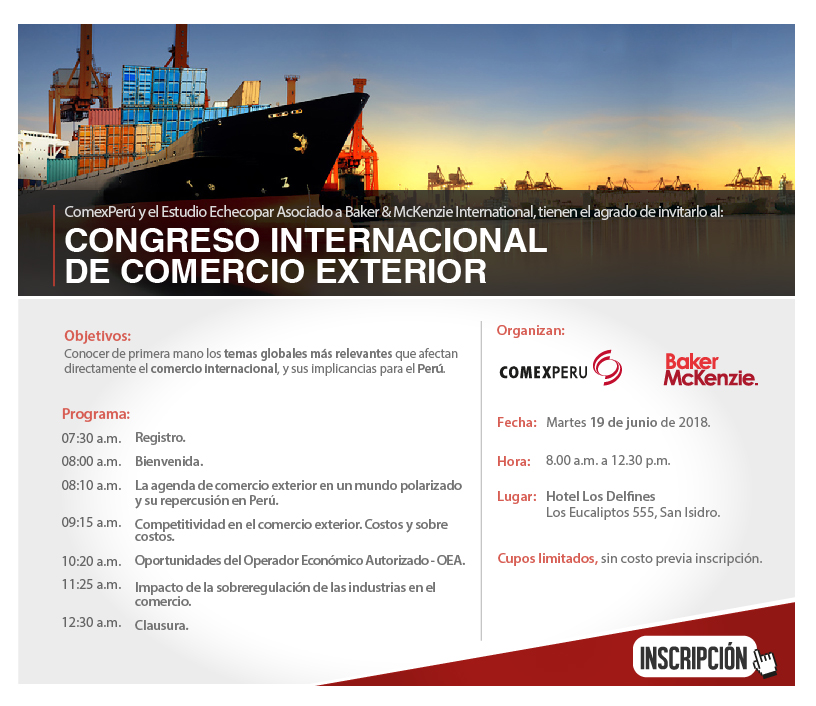 ComexPerú y el Estudio Echecopar Asociado a Baker & McKenzie International, tienen el agrado de invitarlo al:
CONGRESO INTERNACIONAL
DE COMERCIO EXTERIOR
Objetivos:
Conocer de primera mano los temas globales más relevantes que afectan
directamente el comercio internacional, y sus implicancias para el Perú.
Programa:
07:30 a.m. Registro.
08:00 a.m. Bienvenida.
08:10 a.m. La agenda de comercio exterior en un mundo polarizado
y su repercusión en Perú.
09:15 a.m. Competitividad en el comercio exterior. Costos y sobre
costos.
10:20 a.m. Oportunidades del Operador Económico Autorizado - OEA.
11:25 a.m. Impacto de la sobreregulación de las industrias en el
comercio.
12:30 a.m. Clausura.
Organizan:
COMEXPERU
Baker
McKenzie.
Fecha: Martes 19 de junio de 2018.
Hora: 8.00 a.m. a 12.30 p.m.
Lugar: Hotel Los Delfines
Los Eucaliptos 555, San Isidro.
Cupos limitados, sin costo previa inscripción.
INSCRIPCIÓN